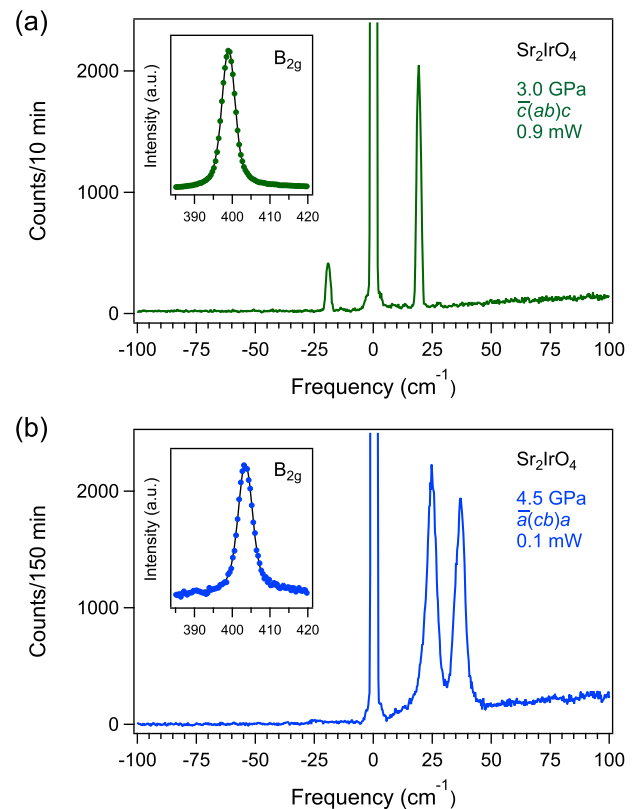 (a)
B2g
Sr2IrO4
3.0 GPa
c̅(ab)c
0.9 mW
Intensity (a.u.)
390 400 410 420
Counts/10 min
2000
1000
0
-100 -75 -50 -25 0 25 50 75 100
Frequency (cm-1)
(b)
B2g
Sr2IrO4
4.5 GPa
a̅(cb)a
0.1 mW
Intensity (a.u.)
390 400 410 420
Counts/150 min
2000
1000
0
-100 -75 -50 -25 0 25 50 75 100
Frequency (cm-1)